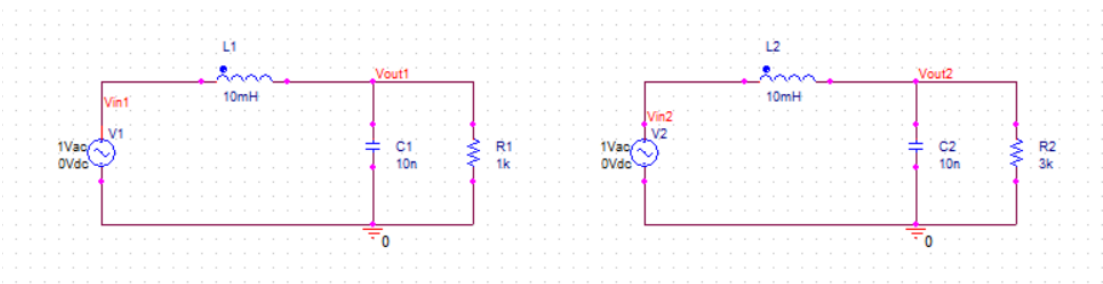 L1
Vout1
10mH
Vin1
V1
1Vac
0Vdc
C1
10n
R1
1k
0
L2
Vout2
10mH
Vin2
V2
1Vac
0Vdc
C2
10n
R2
3k
0